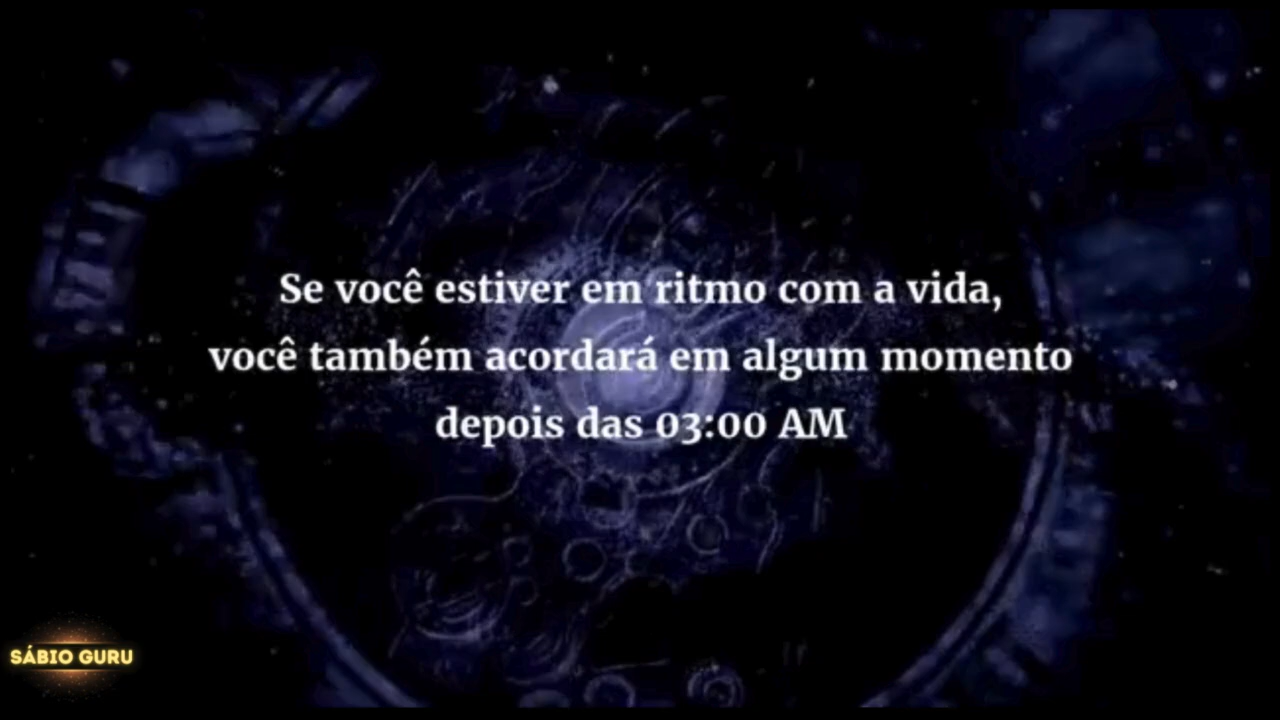 Se você estiver em ritmo com a vida,
você também acordará em algum momento
depois das 03:00 AM
SÁBIO GURU